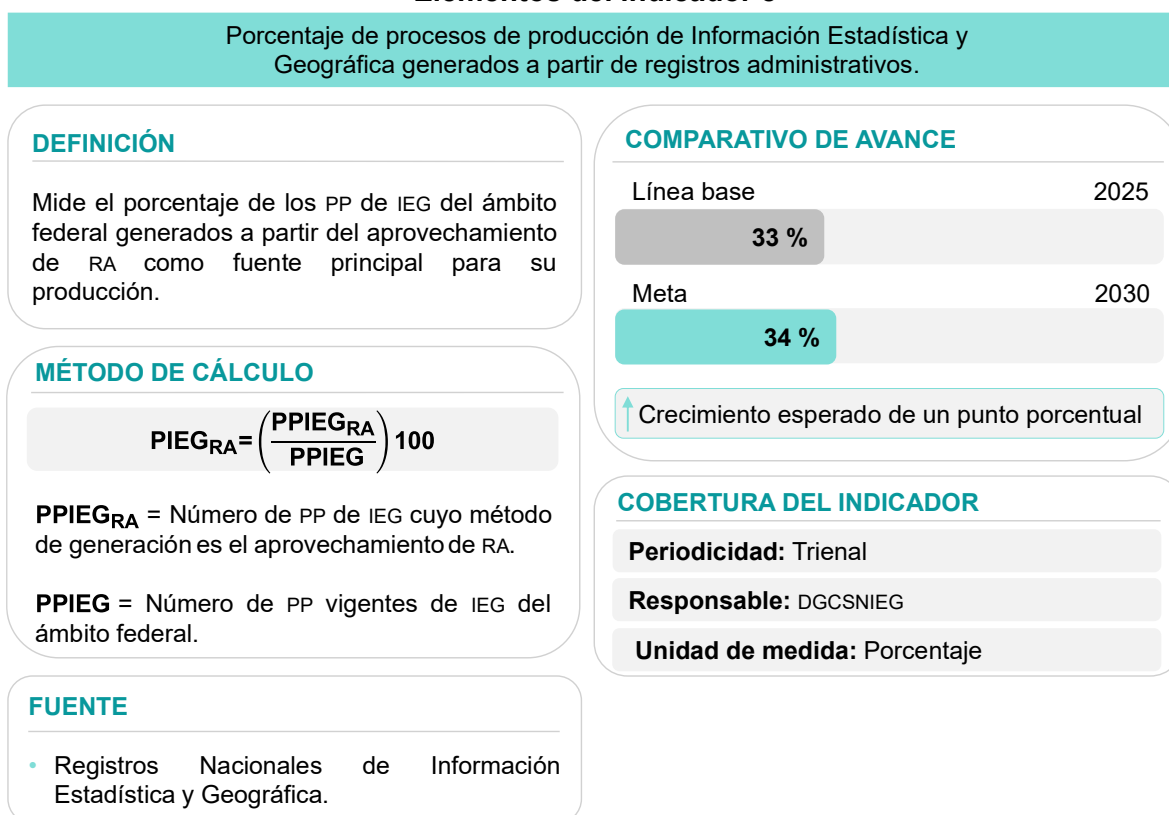 Porcentaje de procesos de producción de Información Estadística y
Geográfica generados a partir de registros administrativos.
DEFINICIÓN
Mide el porcentaje de los PP de IEG del ámbito
federal generados a partir del aprovechamiento
de RA como fuente principal para su
producción.
MÉTODO DE CÁLCULO
PIEG_RA=(PPIEG_RA/PPIEG)100
PPIEG_RA = Número de PP de IEG cuyo método
de generación es el aprovechamiento de RA.
PPIEG = Número de PP vigentes de IEG del
ámbito federal.
FUENTE
• Registros Nacionales de Información
Estadística y Geográfica.
COMPARATIVO DE AVANCE
Línea base 2025
33 %
Meta 2030
34 %
Crecimiento esperado de un punto porcentual
COBERTURA DEL INDICADOR
Periodicidad: Trienal
Responsable: DGCSNIEG
Unidad de medida: Porcentaje